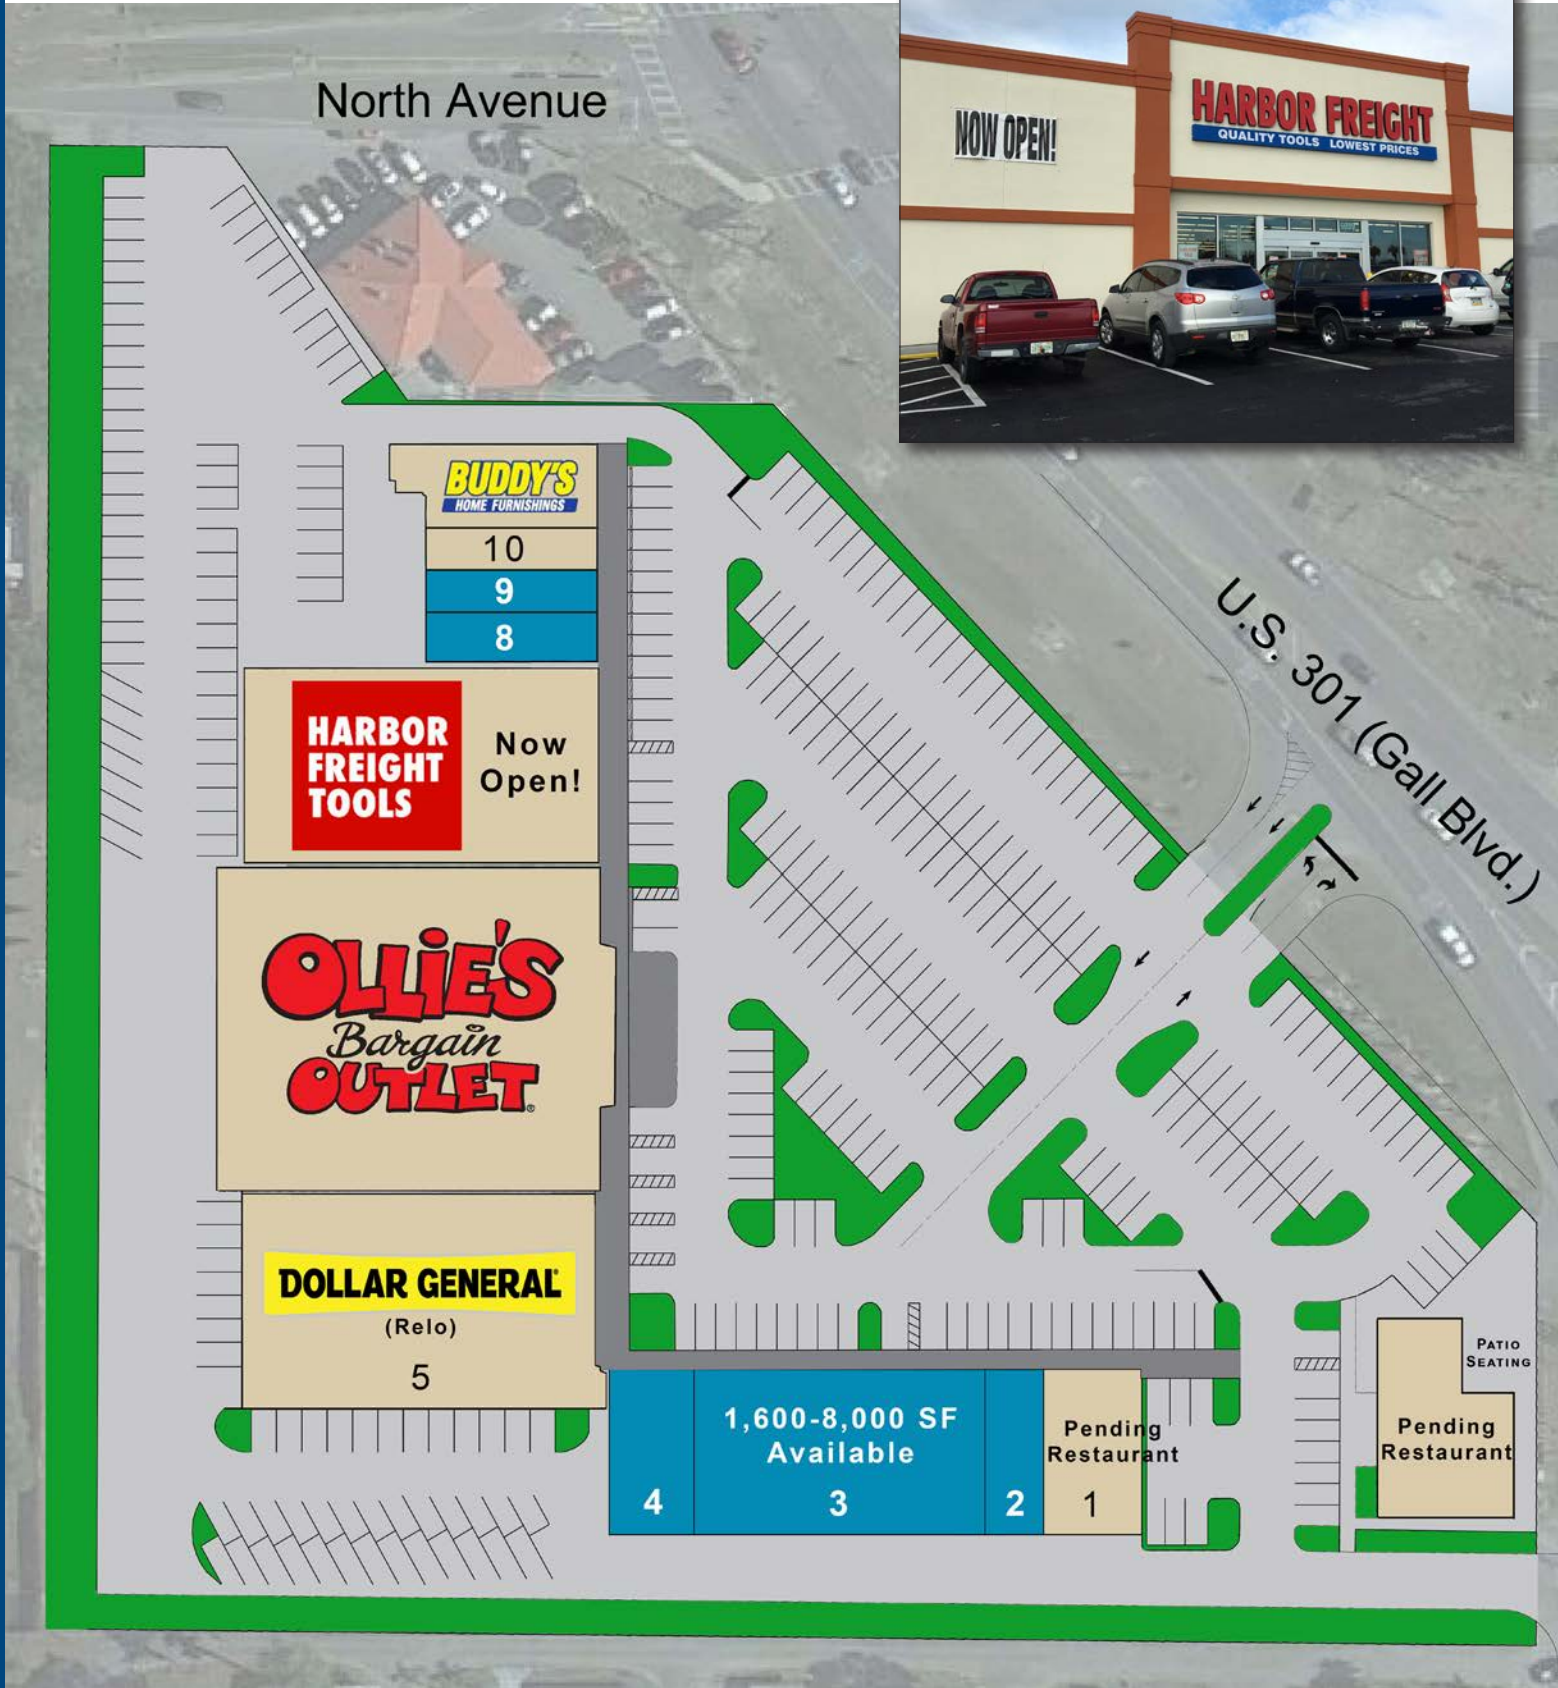 North Avenue
NOW OPEN!
HARBOR FREIGHT
QUALITY TOOLS LOWEST PRICES
BUDDY'S
HOME FURNISHINGS
10
9
8
U.S. 301 (Gall Blvd.)
HARBOR
FREIGHT
TOOLS
Now
Open!
OLLIE'S
Bargain
OUTLET®
DOLLAR GENERAL®
(Relo)
5
4
1,600-8,000 SF
Available
3
2
Pending
Restaurant
1
PATIO
SEATING
Pending
Restaurant